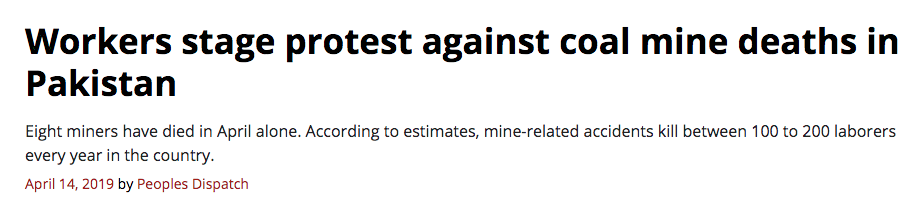 Workers stage protest against coal mine deaths in
Pakistan
Eight miners have died in April alone. According to estimates, mine-related accidents kill between 100 to 200 laborers
every year in the country.
April 14, 2019 by Peoples Dispatch